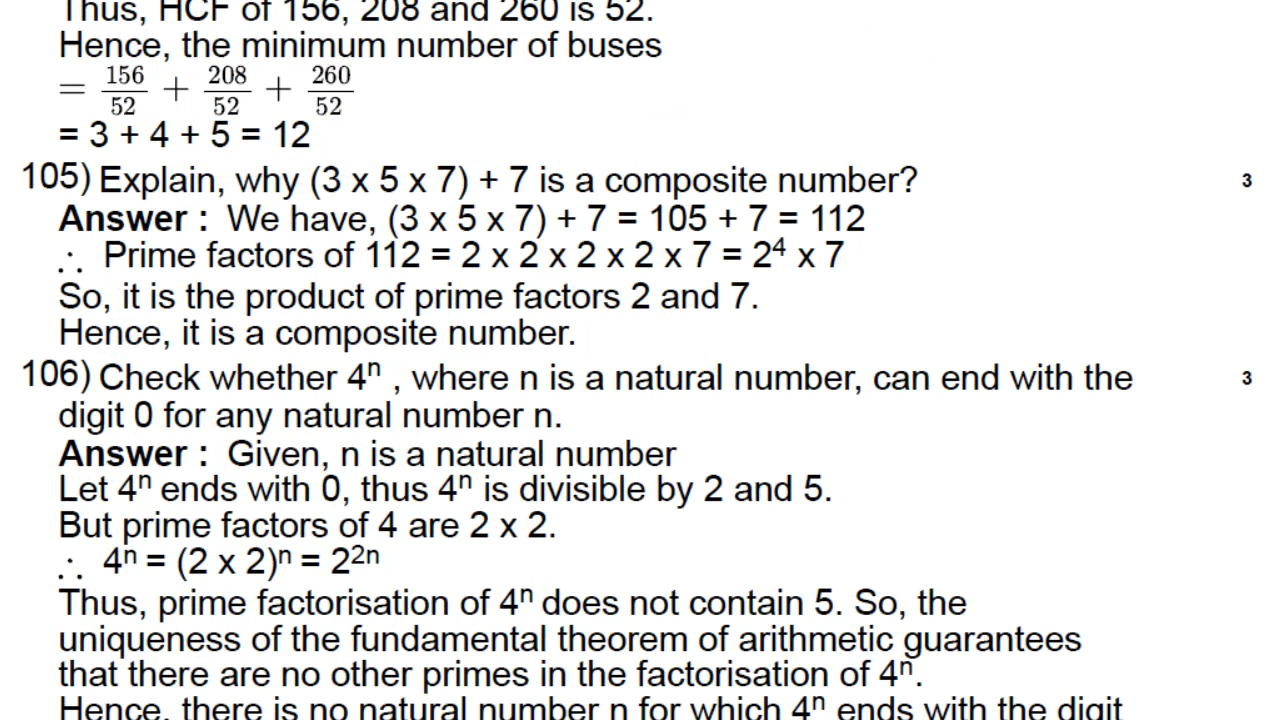 Thus, HCF of 156, 208 and 260 is 52.
Hence, the minimum number of buses
= 156/52 + 208/52 + 260/52
= 3 + 4 + 5 = 12
105) Explain, why (3 x 5 x 7) + 7 is a composite number? 3
Answer : We have, (3 x 5 x 7) + 7 = 105 + 7 = 112
∴ Prime factors of 112 = 2 x 2 x 2 x 2 x 7 = 2⁴ x 7
So, it is the product of prime factors 2 and 7.
Hence, it is a composite number.
106) Check whether 4ⁿ , where n is a natural number, can end with the 3
digit 0 for any natural number n.
Answer : Given, n is a natural number
Let 4ⁿ ends with 0, thus 4ⁿ is divisible by 2 and 5.
But prime factors of 4 are 2 x 2.
∴ 4ⁿ = (2 x 2)ⁿ = 2²ⁿ
Thus, prime factorisation of 4ⁿ does not contain 5. So, the
uniqueness of the fundamental theorem of arithmetic guarantees
that there are no other primes in the factorisation of 4ⁿ.
Hence, there is no natural number n for which 4ⁿ ends with the digit